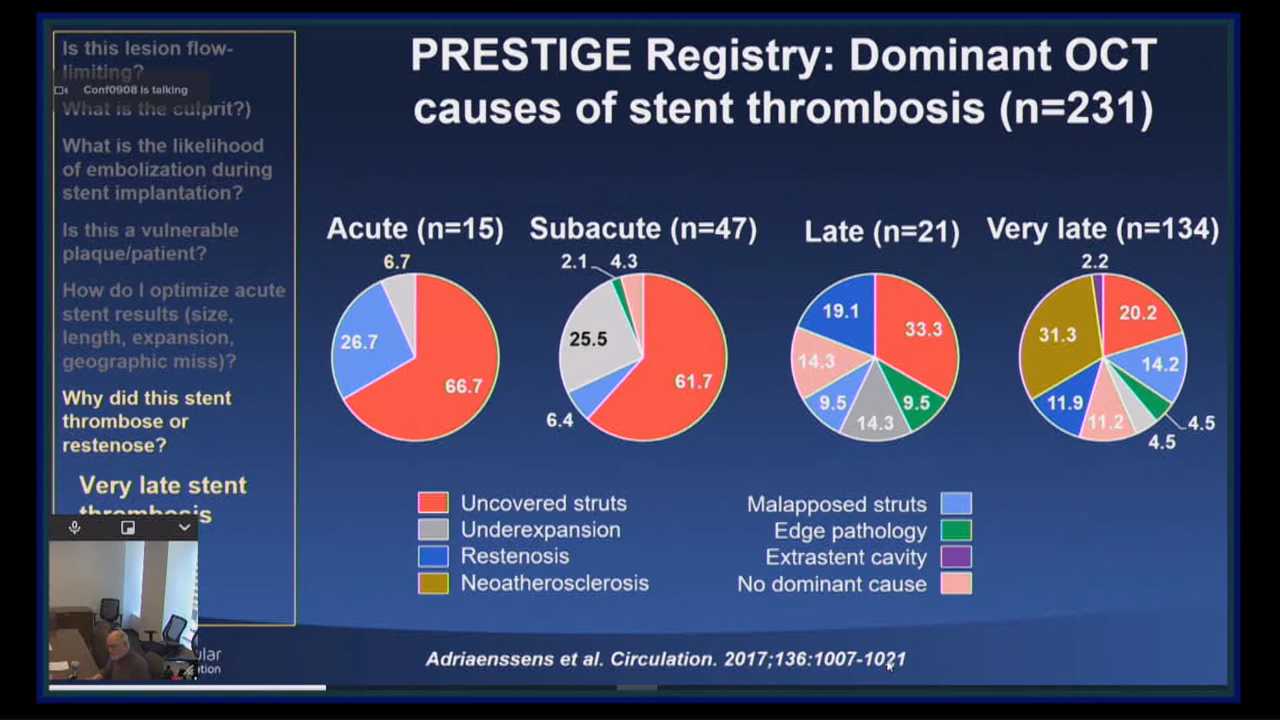 Is this lesion flow-
limiting?
Conf0908 is talking
What is the culprit?)
What is the likelihood
of embolization during
stent implantation?
Is this a vulnerable
plaque/patient?
How do I optimize acute
stent results (size,
length, expansion,
geographic miss)?
Why did this stent
thrombose or
restenose?
Very late stent
thrombosis
PRESTIGE Registry: Dominant OCT
causes of stent thrombosis (n=231)
Acute (n=15)
6.7
26.7
66.7
Subacute (n=47)
2.1
4.3
25.5
6.4
61.7
Late (n=21)
19.1
33.3
14.3
9.5
14.3
9.5
Very late (n=134)
2.2
31.3
20.2
14.2
11.9
11.2
4.5
4.5
Uncovered struts
Underexpansion
Restenosis
Neoatherosclerosis
Malapposed struts
Edge pathology
Extrastent cavity
No dominant cause
Adriaenssens et al. Circulation. 2017;136:1007-1021